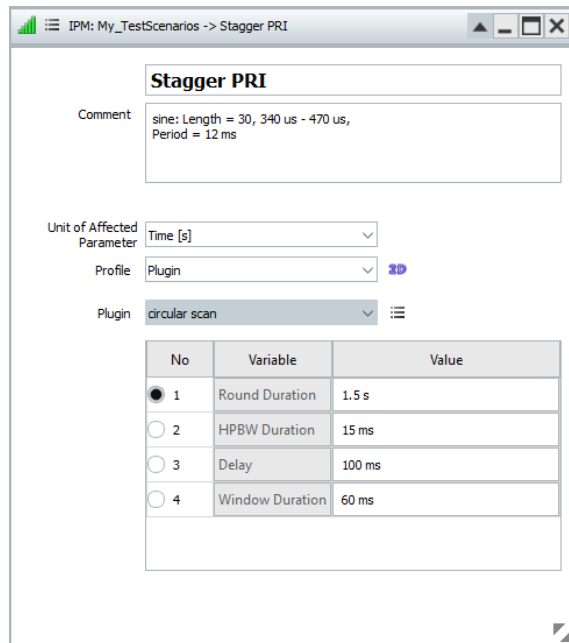 IPM: My_TestScenarios -> Stagger PRI
Stagger PRI
Comment
sine: Length = 30, 340 us - 470 us,
Period = 12 ms
Unit of Affected
Parameter
Time [s]
Profile
Plugin
2D
Plugin
circular scan
No Variable Value
1 Round Duration 1.5 s
2 HPBW Duration 15 ms
3 Delay 100 ms
4 Window Duration 60 ms